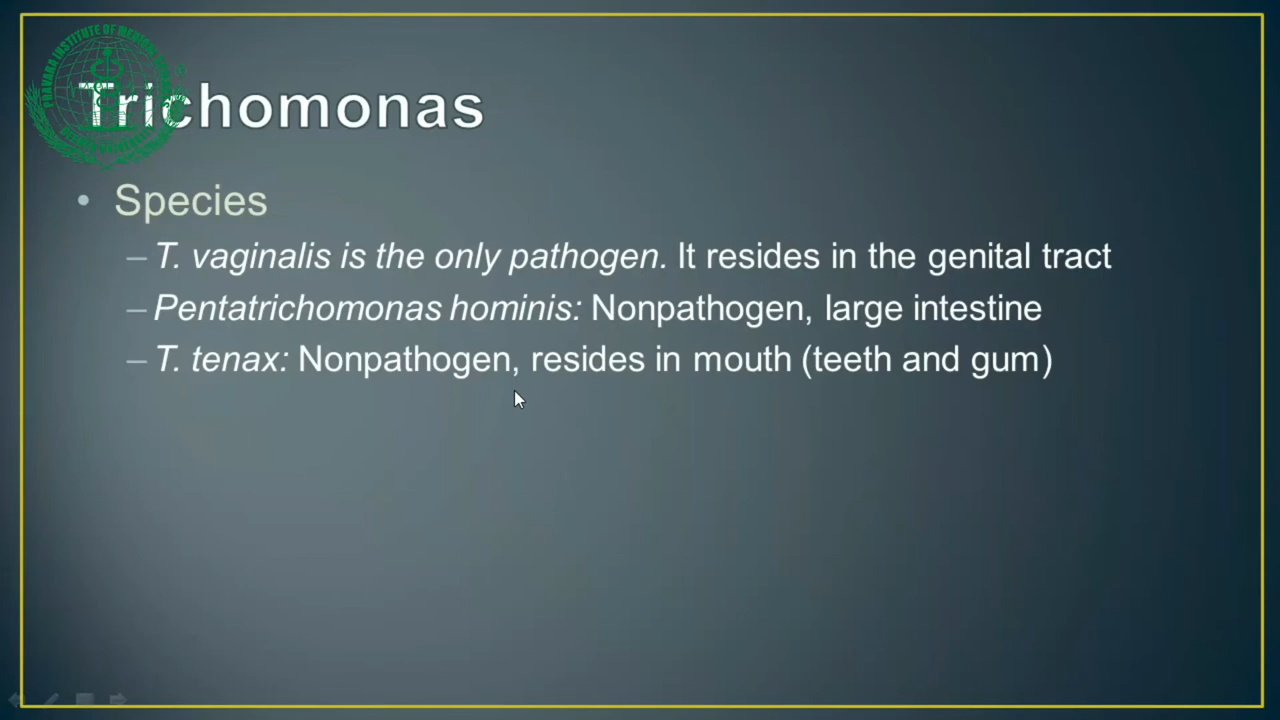 Trichomonas
• Species
– T. vaginalis is the only pathogen. It resides in the genital tract
– Pentatrichomonas hominis: Nonpathogen, large intestine
– T. tenax: Nonpathogen, resides in mouth (teeth and gum)